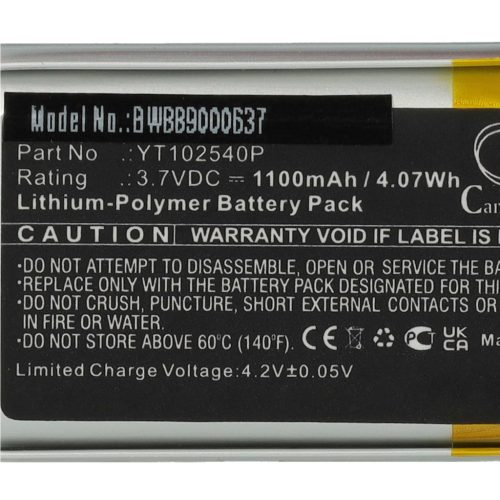 Model No.:BWBB9000637
Part No :YT102540P
Rating :3.7VDC ⎓ 1100mAh / 4.07Wh
Lithium-Polymer Battery Pack
CAUTION WARRANTY VOID IF LABEL IS
•DO NOT ATTEMPT TO DISASSEMBLE, OPEN OR SERVICE THE B
•REPLACE ONLY WITH THE BATTERY PACK DESIGNATED FOR THI
•DO NOT CRUSH, PUNCTURE, SHORT EXTERNAL CONTACTS OR
IN FIRE OR WATER.
•DO NOT STORE ABOVE 60°C (140°F) CE UK CA Ma
Limited Charge Voltage:4.2V±0.05V